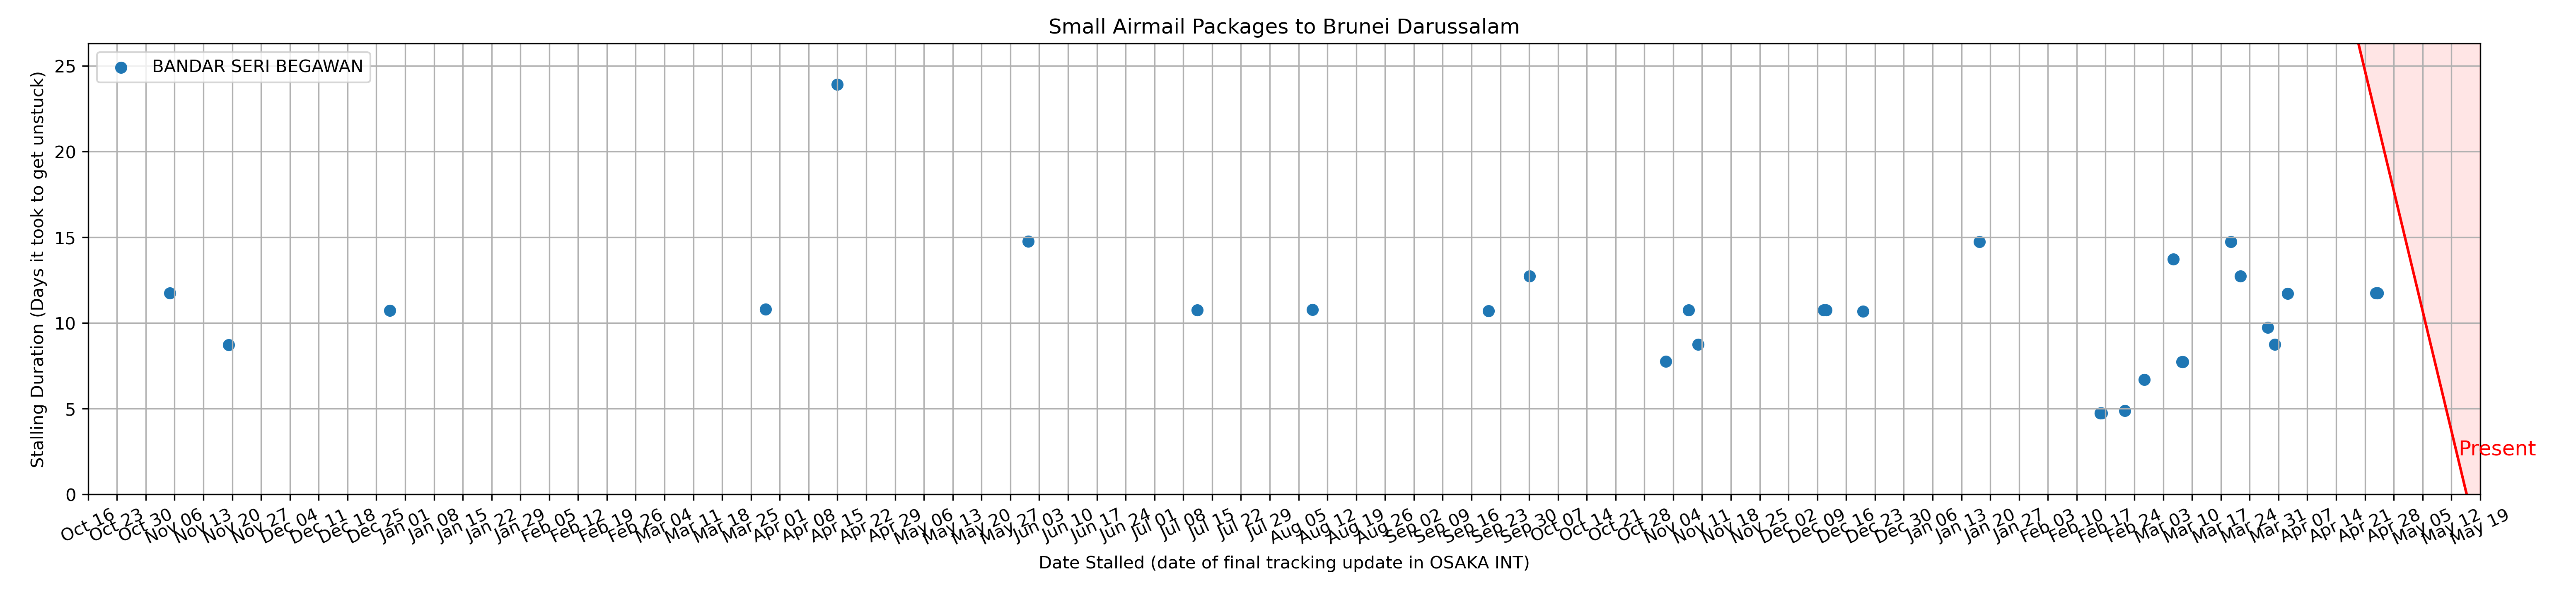 Small Airmail Packages to Brunei Darussalam
BANDAR SERI BEGAWAN
Stalling Duration (Days it took to get unstuck)
25
20
15
10
5
0
Present
Oct 16 Oct 23 Oct 30 Nov 06 Nov 13 Nov 20 Nov 27 Dec 04 Dec 11 Dec 18 Dec 25 Jan 01 Jan 08 Jan 15 Jan 22 Jan 29 Feb 05 Feb 12 Feb 19 Feb 26 Mar 04 Mar 11 Mar 18 Mar 25 Apr 01 Apr 08 Apr 15 Apr 22 Apr 29 May 06 May 13 May 20 May 27 Jun 03 Jun 10 Jun 17 Jun 24 Jul 01 Jul 08 Jul 15 Jul 22 Jul 29 Aug 05 Aug 12 Aug 19 Aug 26 Sep 02 Sep 09 Sep 16 Sep 23 Sep 30 Oct 07 Oct 14 Oct 21 Oct 28 Nov 04 Nov 11 Nov 18 Nov 25 Dec 02 Dec 09 Dec 16 Dec 23 Dec 30 Jan 06 Jan 13 Jan 20 Jan 27 Feb 03 Feb 10 Feb 17 Feb 24 Mar 03 Mar 10 Mar 17 Mar 24 Mar 31 Apr 07 Apr 14 Apr 21 Apr 28 May 05 May 12 May 19
Date Stalled (date of final tracking update in OSAKA INT)